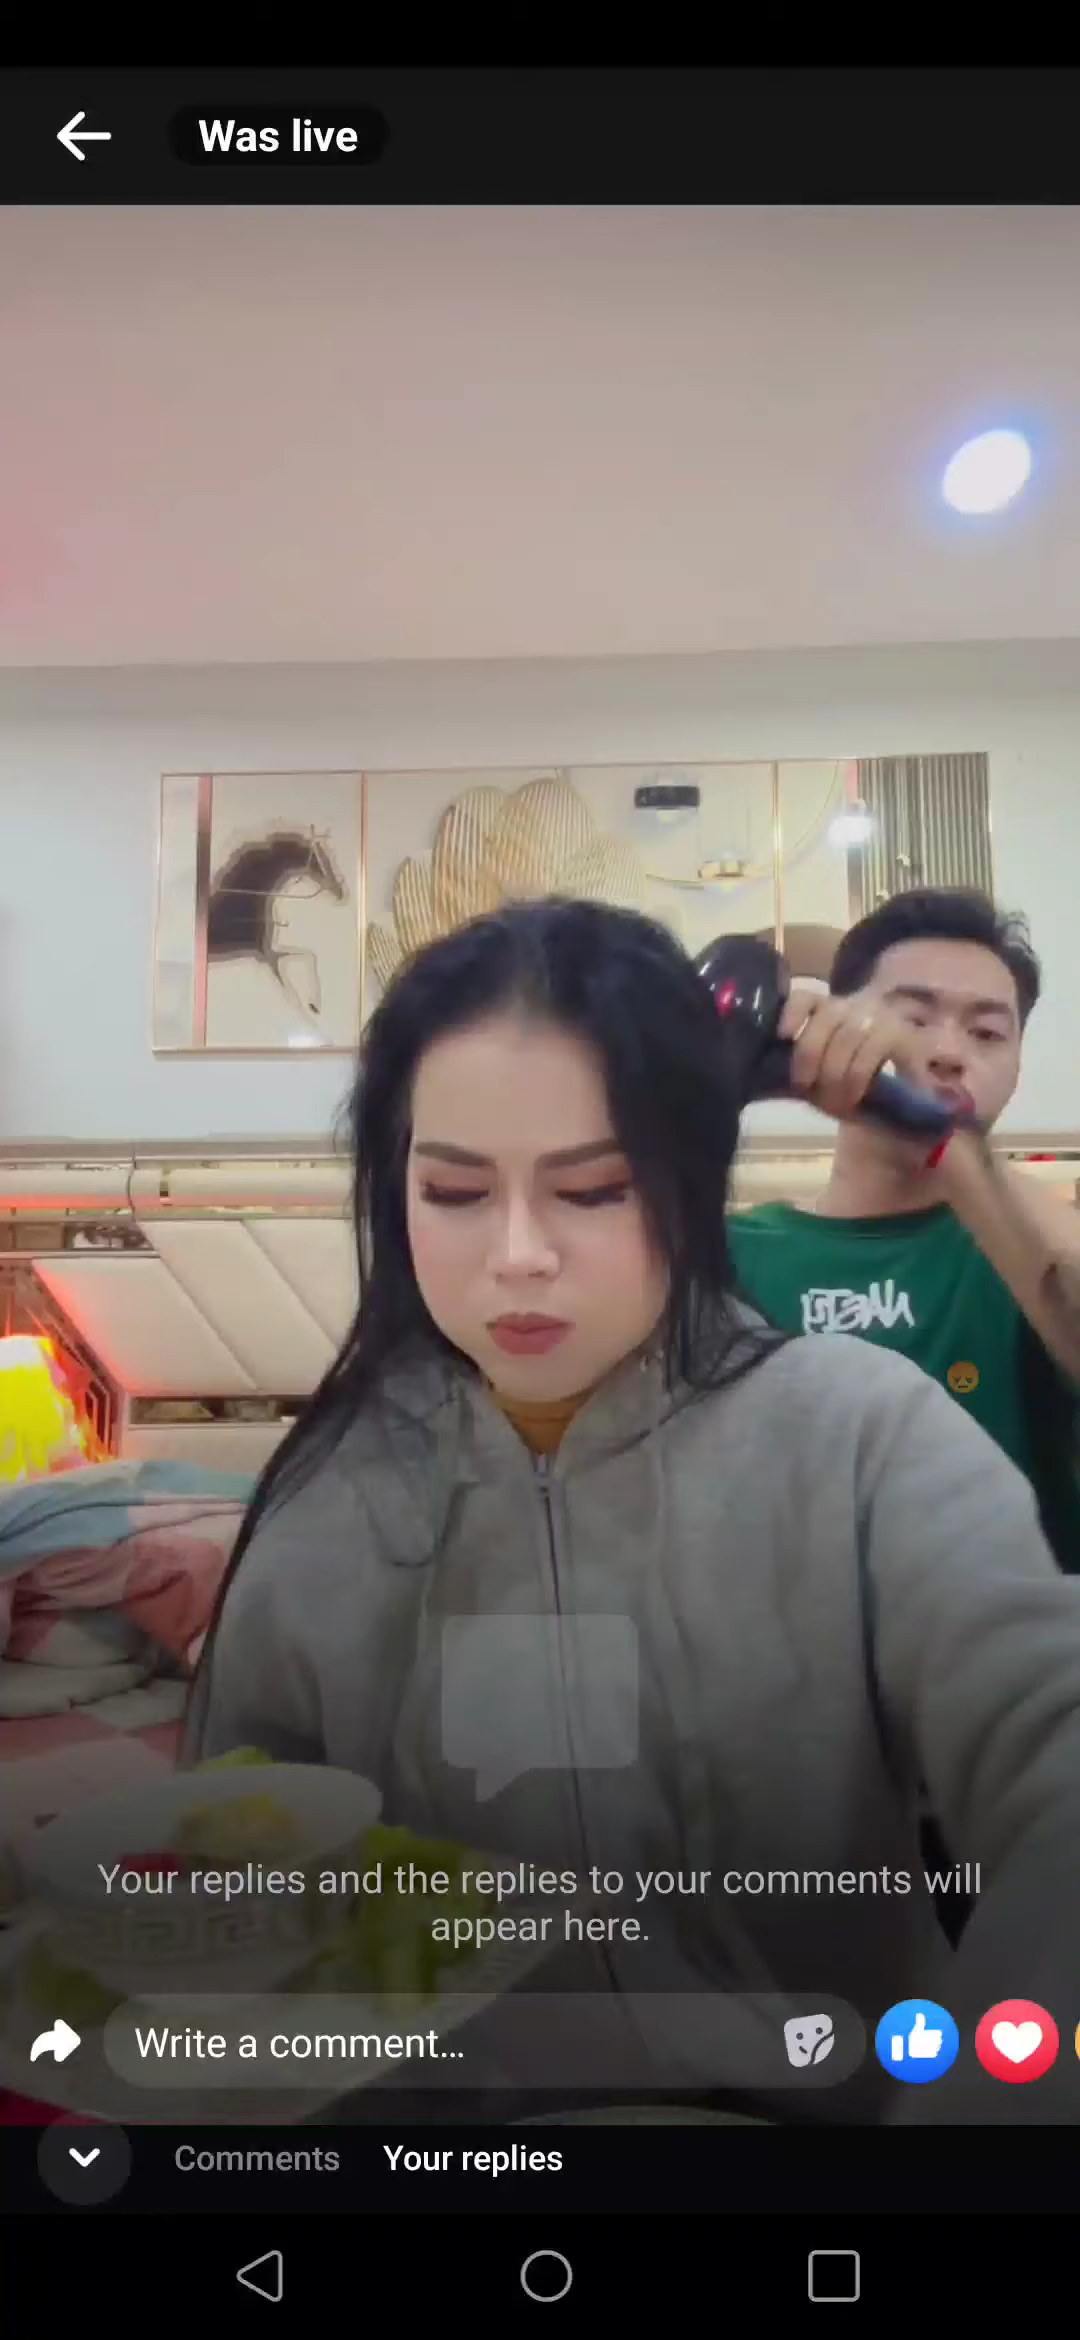 Was live
Your replies and the replies to your comments will
appear here.
Write a comment...
Comments
Your replies